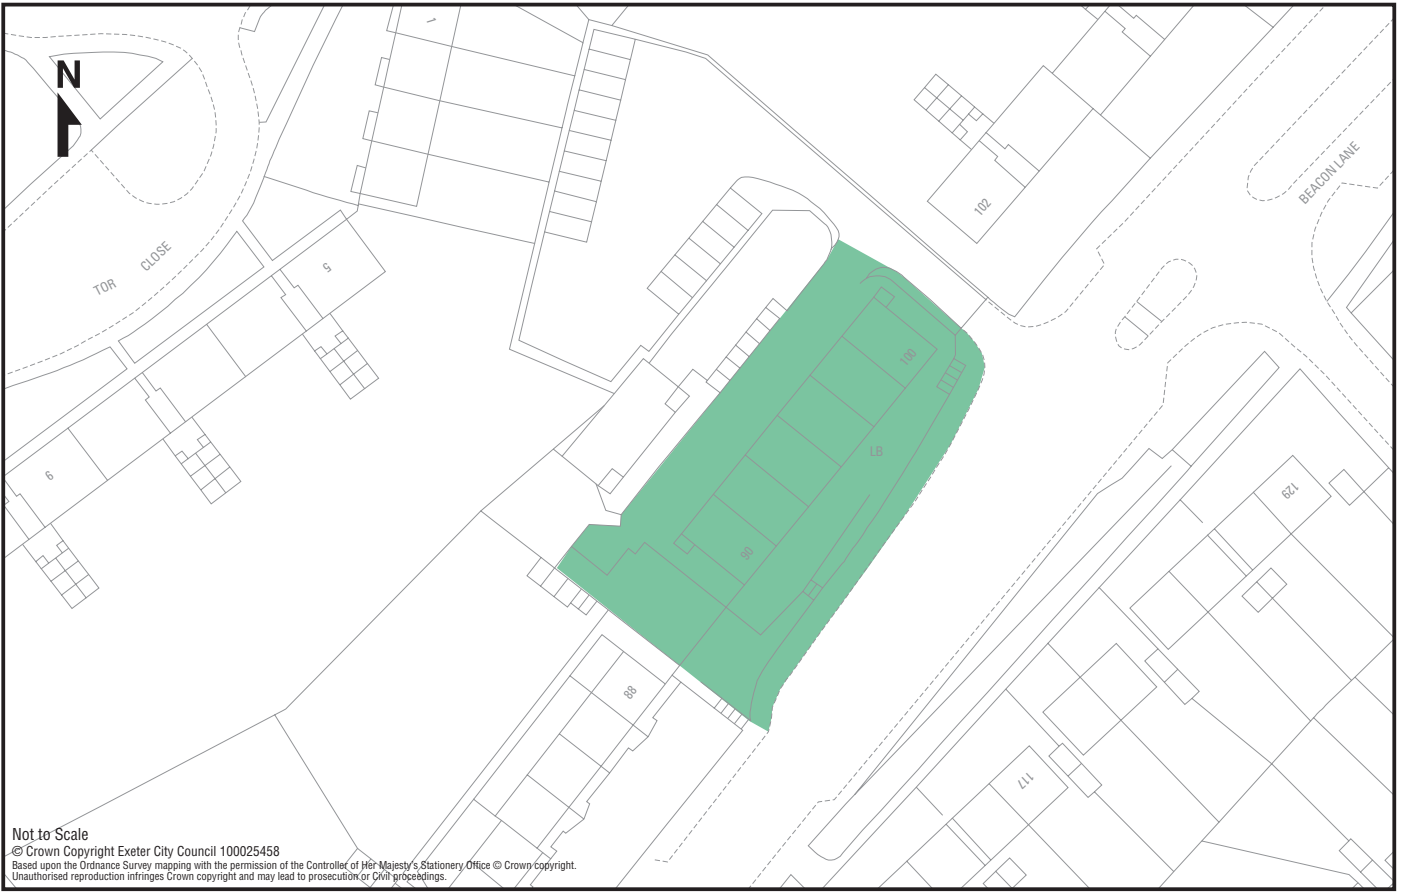 N
1
BEACON LANE
102
TOR CLOSE
5
100
LB
6
129
90
88
117
Not to Scale
© Crown Copyright Exeter City Council 100025458
Based upon the Ordnance Survey mapping with the permission of the Controller of Her Majesty's Stationery Office © Crown copyright.
Unauthorised reproduction infringes Crown copyright and may lead to prosecution or Civil proceedings.